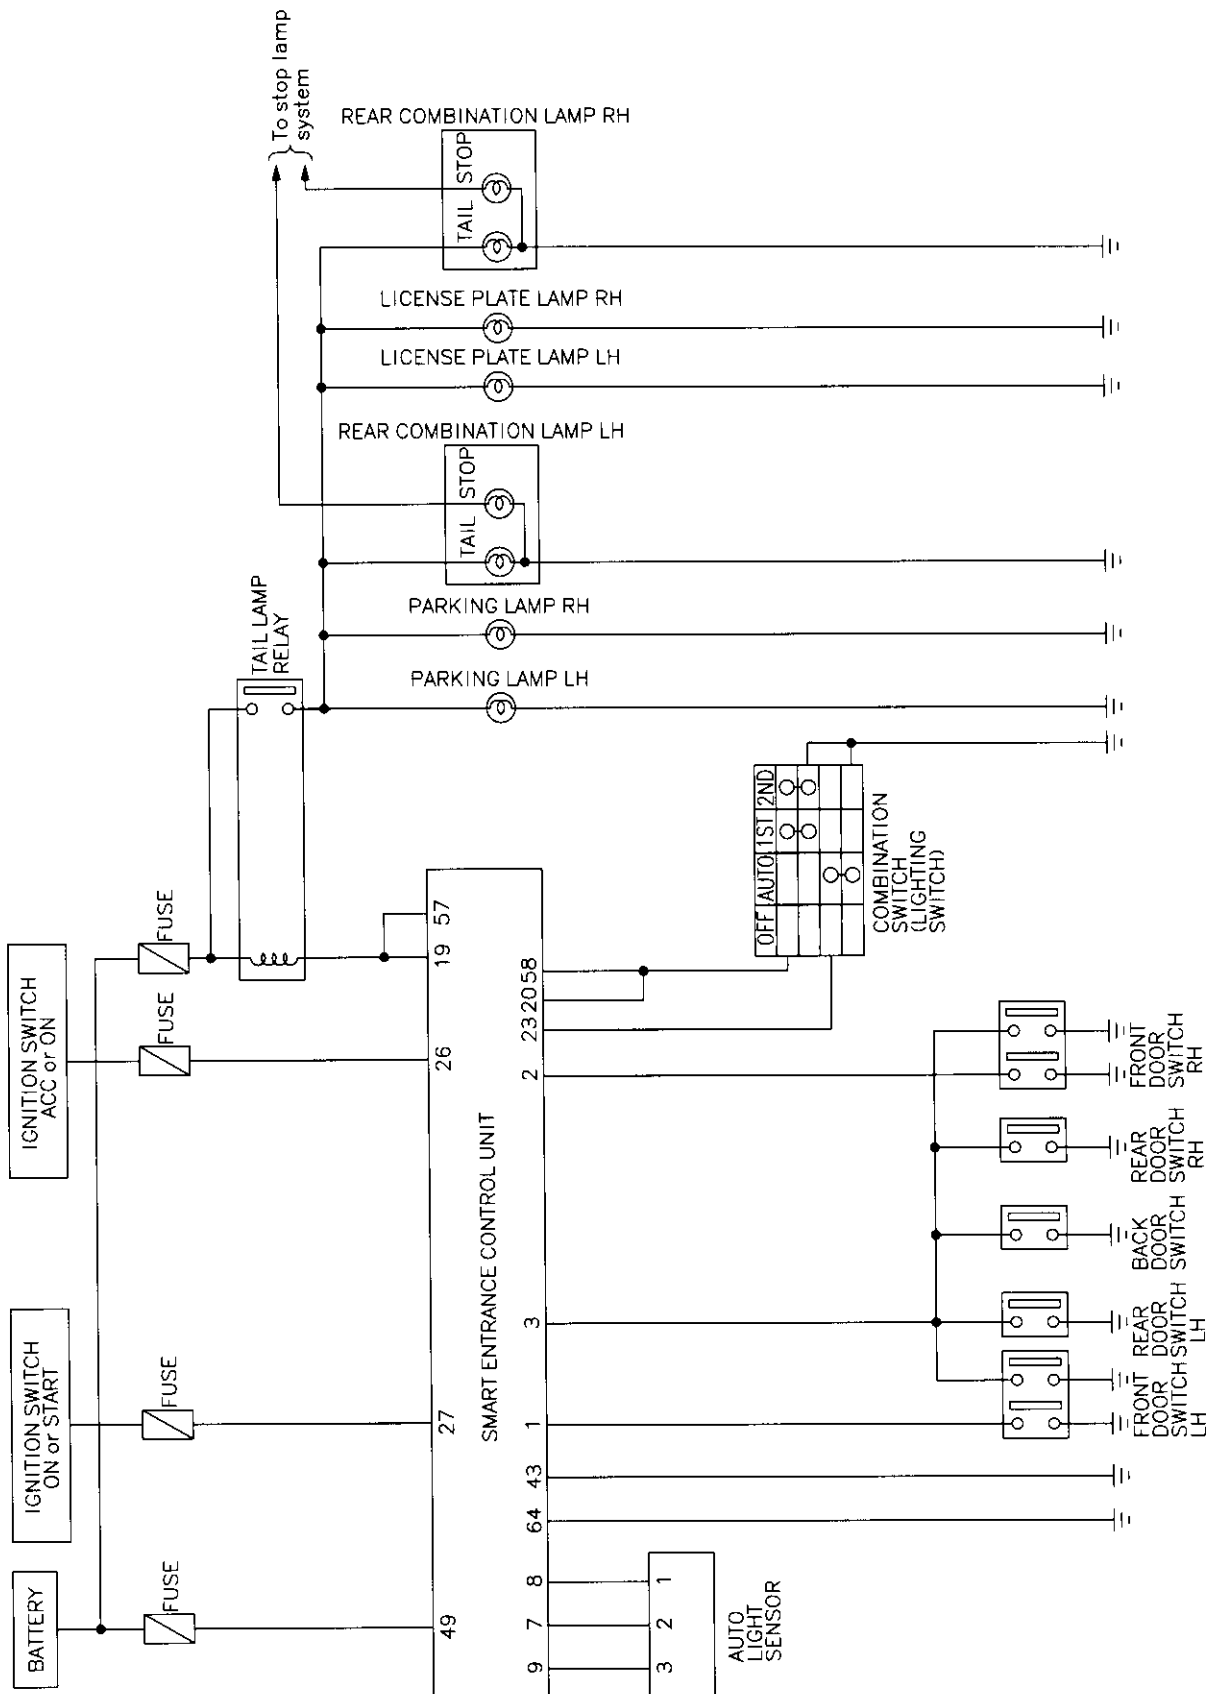 To stop lamp
system
REAR COMBINATION LAMP RH
STOP
TAIL
LICENSE PLATE LAMP RH
LICENSE PLATE LAMP LH
REAR COMBINATION LAMP LH
STOP
TAIL
PARKING LAMP RH
PARKING LAMP LH
TAIL LAMP
RELAY
OFF AUTO 1ST 2ND
COMBINATION
SWITCH
(LIGHTING
SWITCH)
BATTERY
IGNITION SWITCH
ON or START
IGNITION SWITCH
ACC or ON
FUSE
FUSE
FUSE
FUSE
49
27
26
19
57
SMART ENTRANCE CONTROL UNIT
9
7
8
64
43
1
3
2
23
20
58
3
2
1
AUTO
LIGHT
SENSOR
FRONT
DOOR
SWITCH
LH
REAR
DOOR
SWITCH
LH
BACK
DOOR
SWITCH
REAR
DOOR
SWITCH
RH
FRONT
DOOR
SWITCH
RH